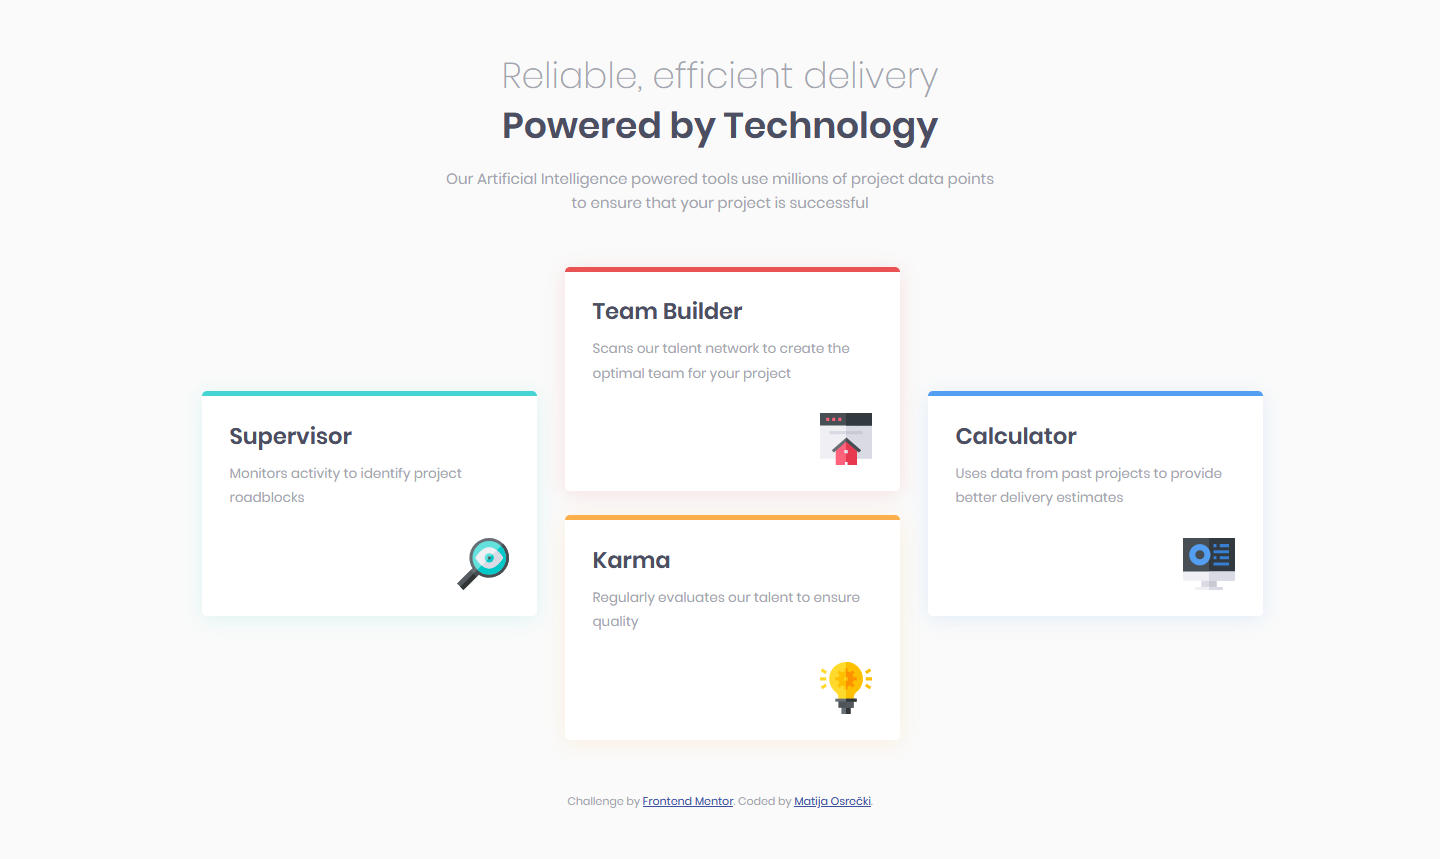 Reliable, efficient delivery
Powered by Technology
Our Artificial Intelligence powered tools use millions of project data points
to ensure that your project is successful
Supervisor
Monitors activity to identify project
roadblocks
Team Builder
Scans our talent network to create the
optimal team for your project
Karma
Regularly evaluates our talent to ensure
quality
Calculator
Uses data from past projects to provide
better delivery estimates
Challenge by Frontend Mentor. Coded by Matija Osrečki.